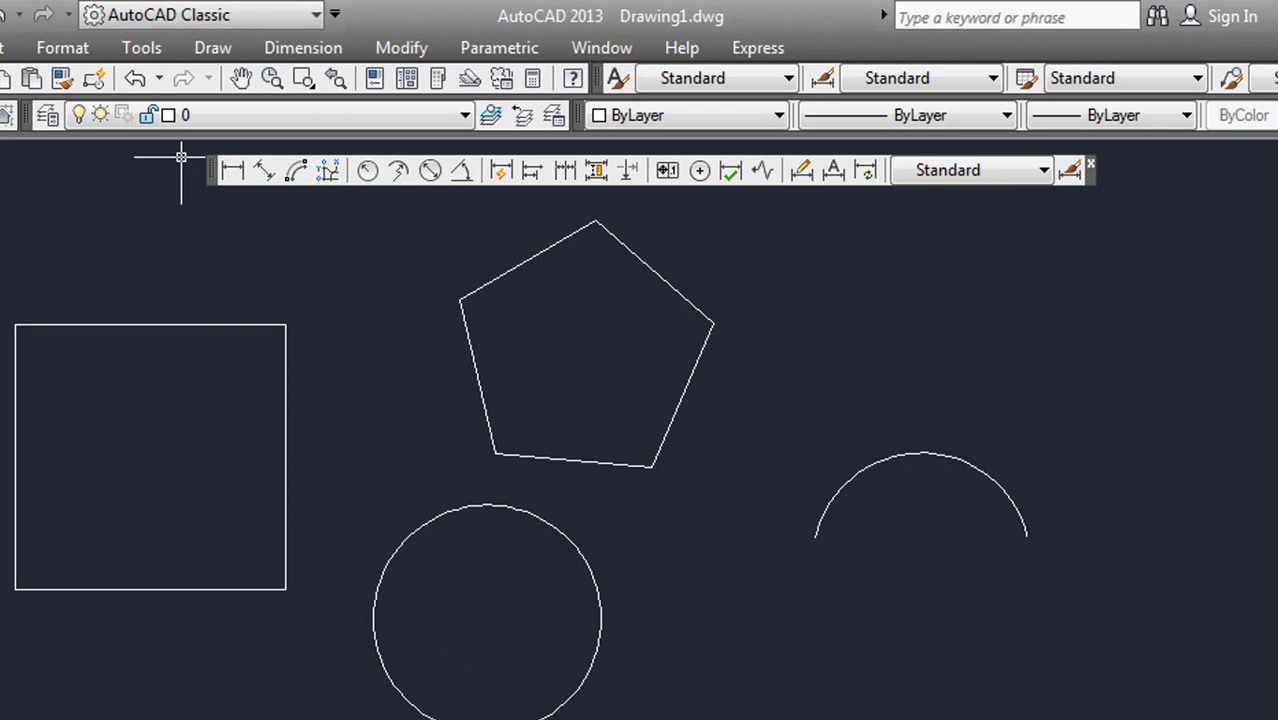 AutoCAD Classic AutoCAD 2013 Drawing1.dwg Type a keyword or phrase Sign In
Format Tools Draw Dimension Modify Parametric Window Help Express
Standard Standard Standard
0 ByLayer ByLayer ByLayer ByColor
Standard